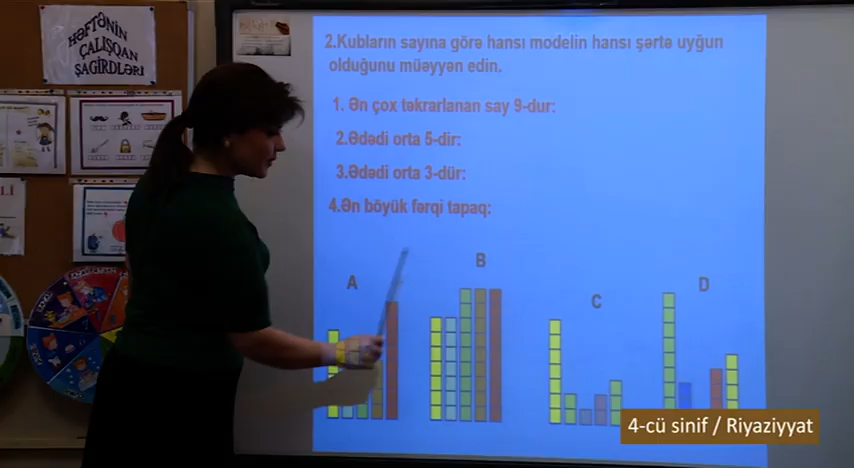 HƏFTƏNİN
ÇALIŞQAN
ŞAGİRDLƏRİ
2.Kubların sayına görə hansı modelin hansı şərtə uyğun
olduğunu müəyyən edin.
1. Ən çox təkrarlanan say 9-dur:
2.Ədədi orta 5-dir:
3.Ədədi orta 3-dür:
4.Ən böyük fərqi tapaq:
A
B
C
D
4-cü sinif / Riyaziyyat